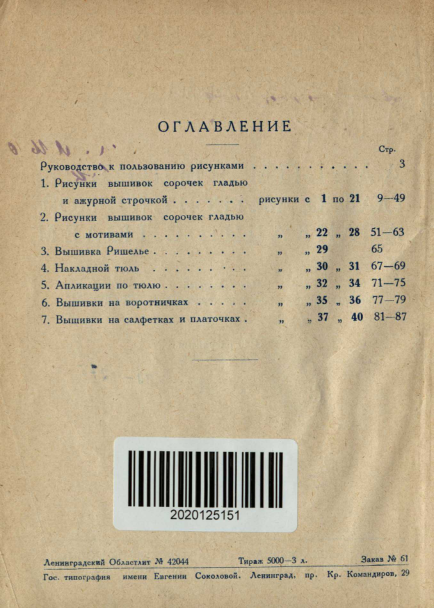 ОГЛАВЛЕНИЕ
Стр.
Руководство к пользованию рисунками . . . . . . . . . . 3
1. Рисунки вышивок сорочек гладью
и ажурной строчкой . . . . . . . рисунки с 1 по 21 9—49
2. Рисунки вышивок сорочек гладью
с мотивами . . . . . . . . . . „ „ 22 „ 28 51—63
3. Вышивка Ришелье . . . . . . . . . „ „ 29 65
4. Накладной тюль . . . . . . . . . „ „ 30 „ 31 67—69
5. Апликации по тюлю . . . . . . . . „ „ 32 „ 34 71—75
6. Вышивки на воротничках . . . . . „ „ 35 „ 36 77—79
7. Вышивки на салфетках и платочках . „ „ 37 „ 40 81—87
2020125151
Ленинградский Областлит № 42044 Тираж 5000—3 л. Заказ № 61
Гос. типография имени Евгении Соколовой. Ленинград, пр. Кр. Командиров, 29